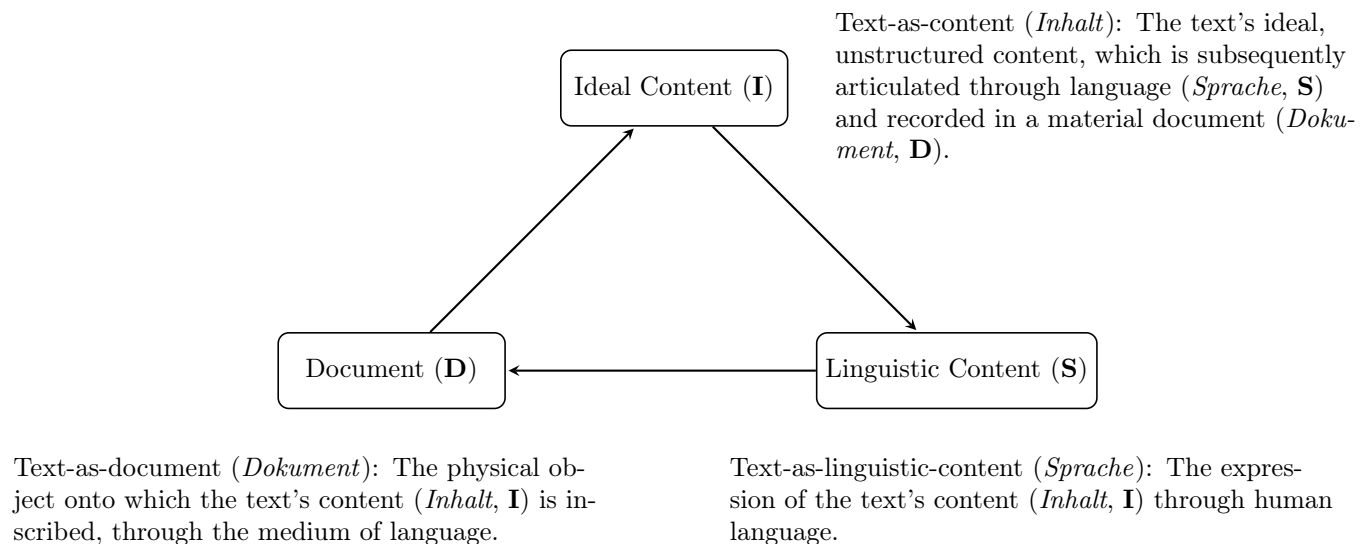 Text-as-content (Inhalt): The text's ideal,
unstructured content, which is subsequently
articulated through language (Sprache, S)
and recorded in a material document (Doku-
ment, D).
Ideal Content (I)
Document (D)
Linguistic Content (S)
Text-as-document (Dokument): The physical ob-
ject onto which the text's content (Inhalt, I) is in-
scribed, through the medium of language.
Text-as-linguistic-content (Sprache): The expres-
sion of the text's content (Inhalt, I) through human
language.